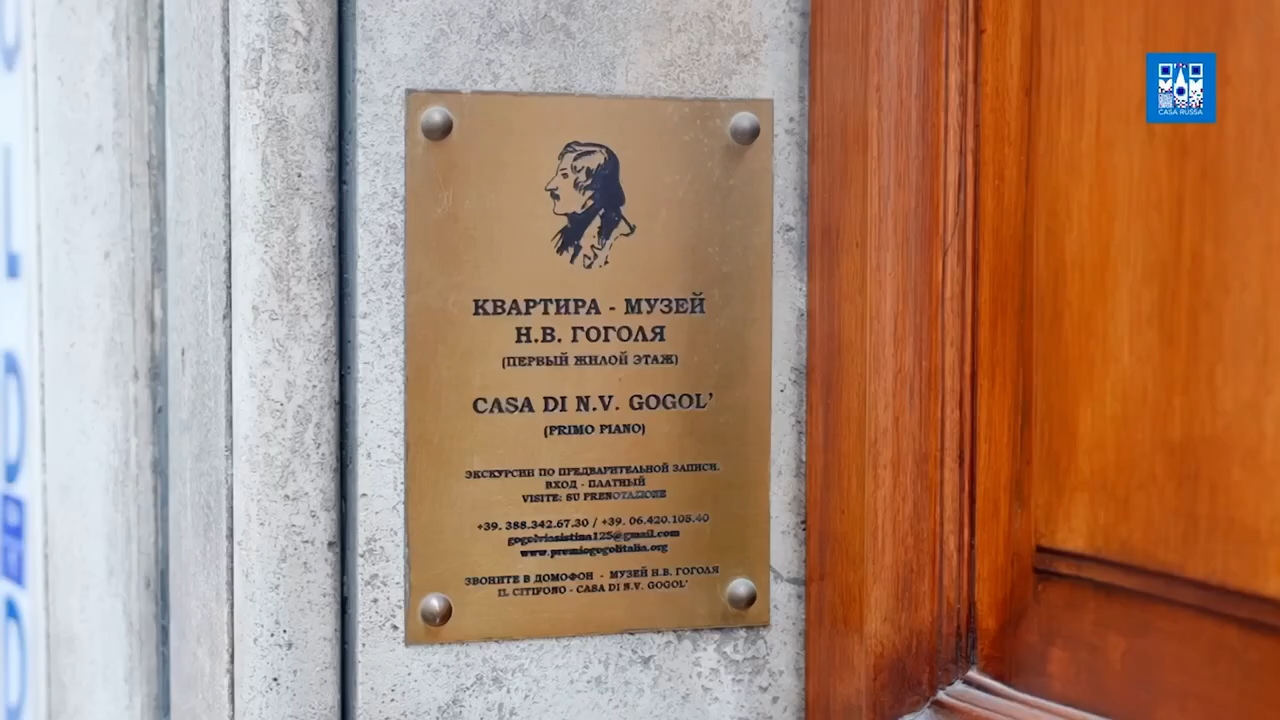 КВАРТИРА - МУЗЕЙ
Н.В. ГОГОЛЯ
(ПЕРВЫЙ ЖИЛОЙ ЭТАЖ)
CASA DI N.V. GOGOL'
(PRIMO PIANO)
ЭКСКУРСИИ ПО ПРЕДВАРИТЕЛЬНОЙ ЗАПИСИ.
ВХОД - ПЛАТНЫЙ
VISITE: SU PRENOTAZIONE
+39. 388.342.67.30 / +39. 06.420.105.40
gogolviasistina125@gmail.com
www.premiogogolitalia.org
ЗВОНИТЕ В ДОМОФОН - МУЗЕЙ Н.В. ГОГОЛЯ
IL CITIFONO - CASA DI N.V. GOGOL'
CASA RUSSA